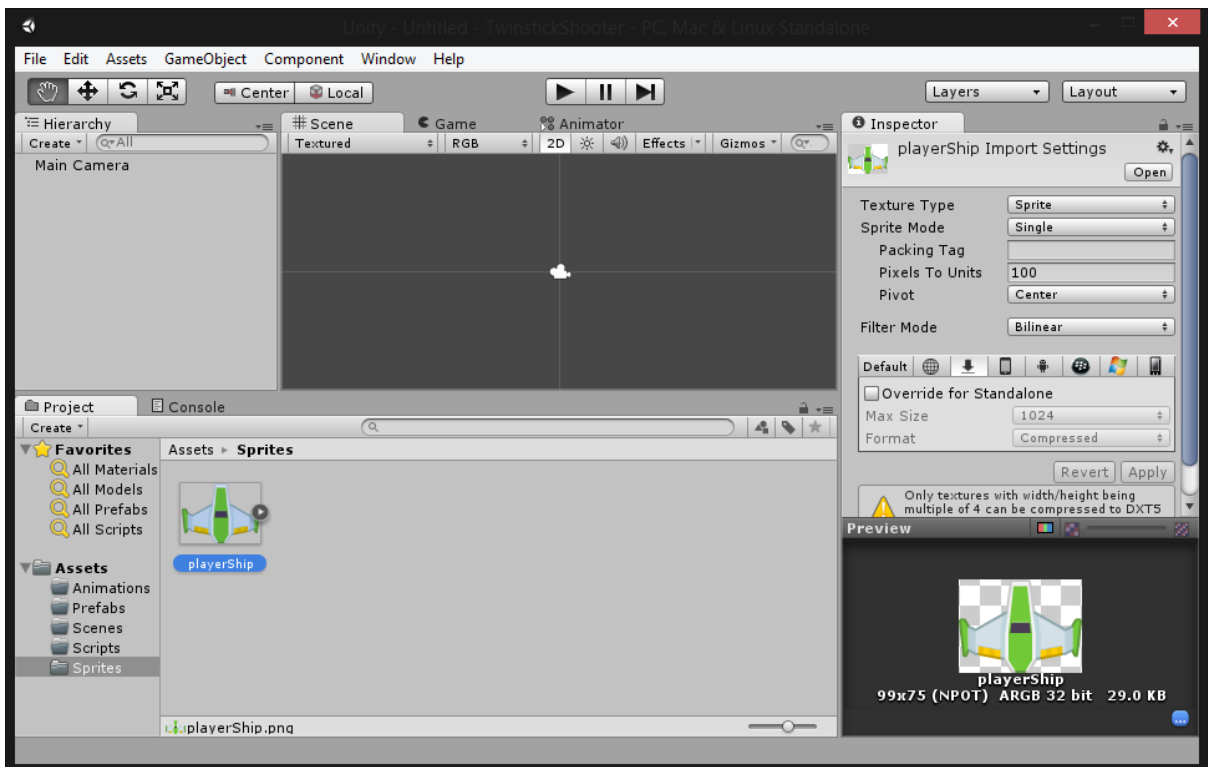 Unity - Untitled - TwinstickShooter - PC, Mac & Linux Standalone
File Edit Assets GameObject Component Window Help
Center Local Layers Layout
Hierarchy
Create All
Main Camera
Scene Game Animator
Textured RGB 2D Effects Gizmos
Inspector
playerShip Import Settings
Open
Texture Type Sprite
Sprite Mode Single
Packing Tag
Pixels To Units 100
Pivot Center
Filter Mode Bilinear
Default
Override for Standalone
Max Size 1024
Format Compressed
Revert Apply
Only textures with width/height being
multiple of 4 can be compressed to DXT5
Project Console
Create
Favorites
All Materials
All Models
All Prefabs
All Scripts
Assets
Animations
Prefabs
Scenes
Scripts
Sprites
Assets ▸ Sprites
playerShip
playerShip.png
Preview
playerShip
99x75 (NPOT) ARGB 32 bit 29.0 KB